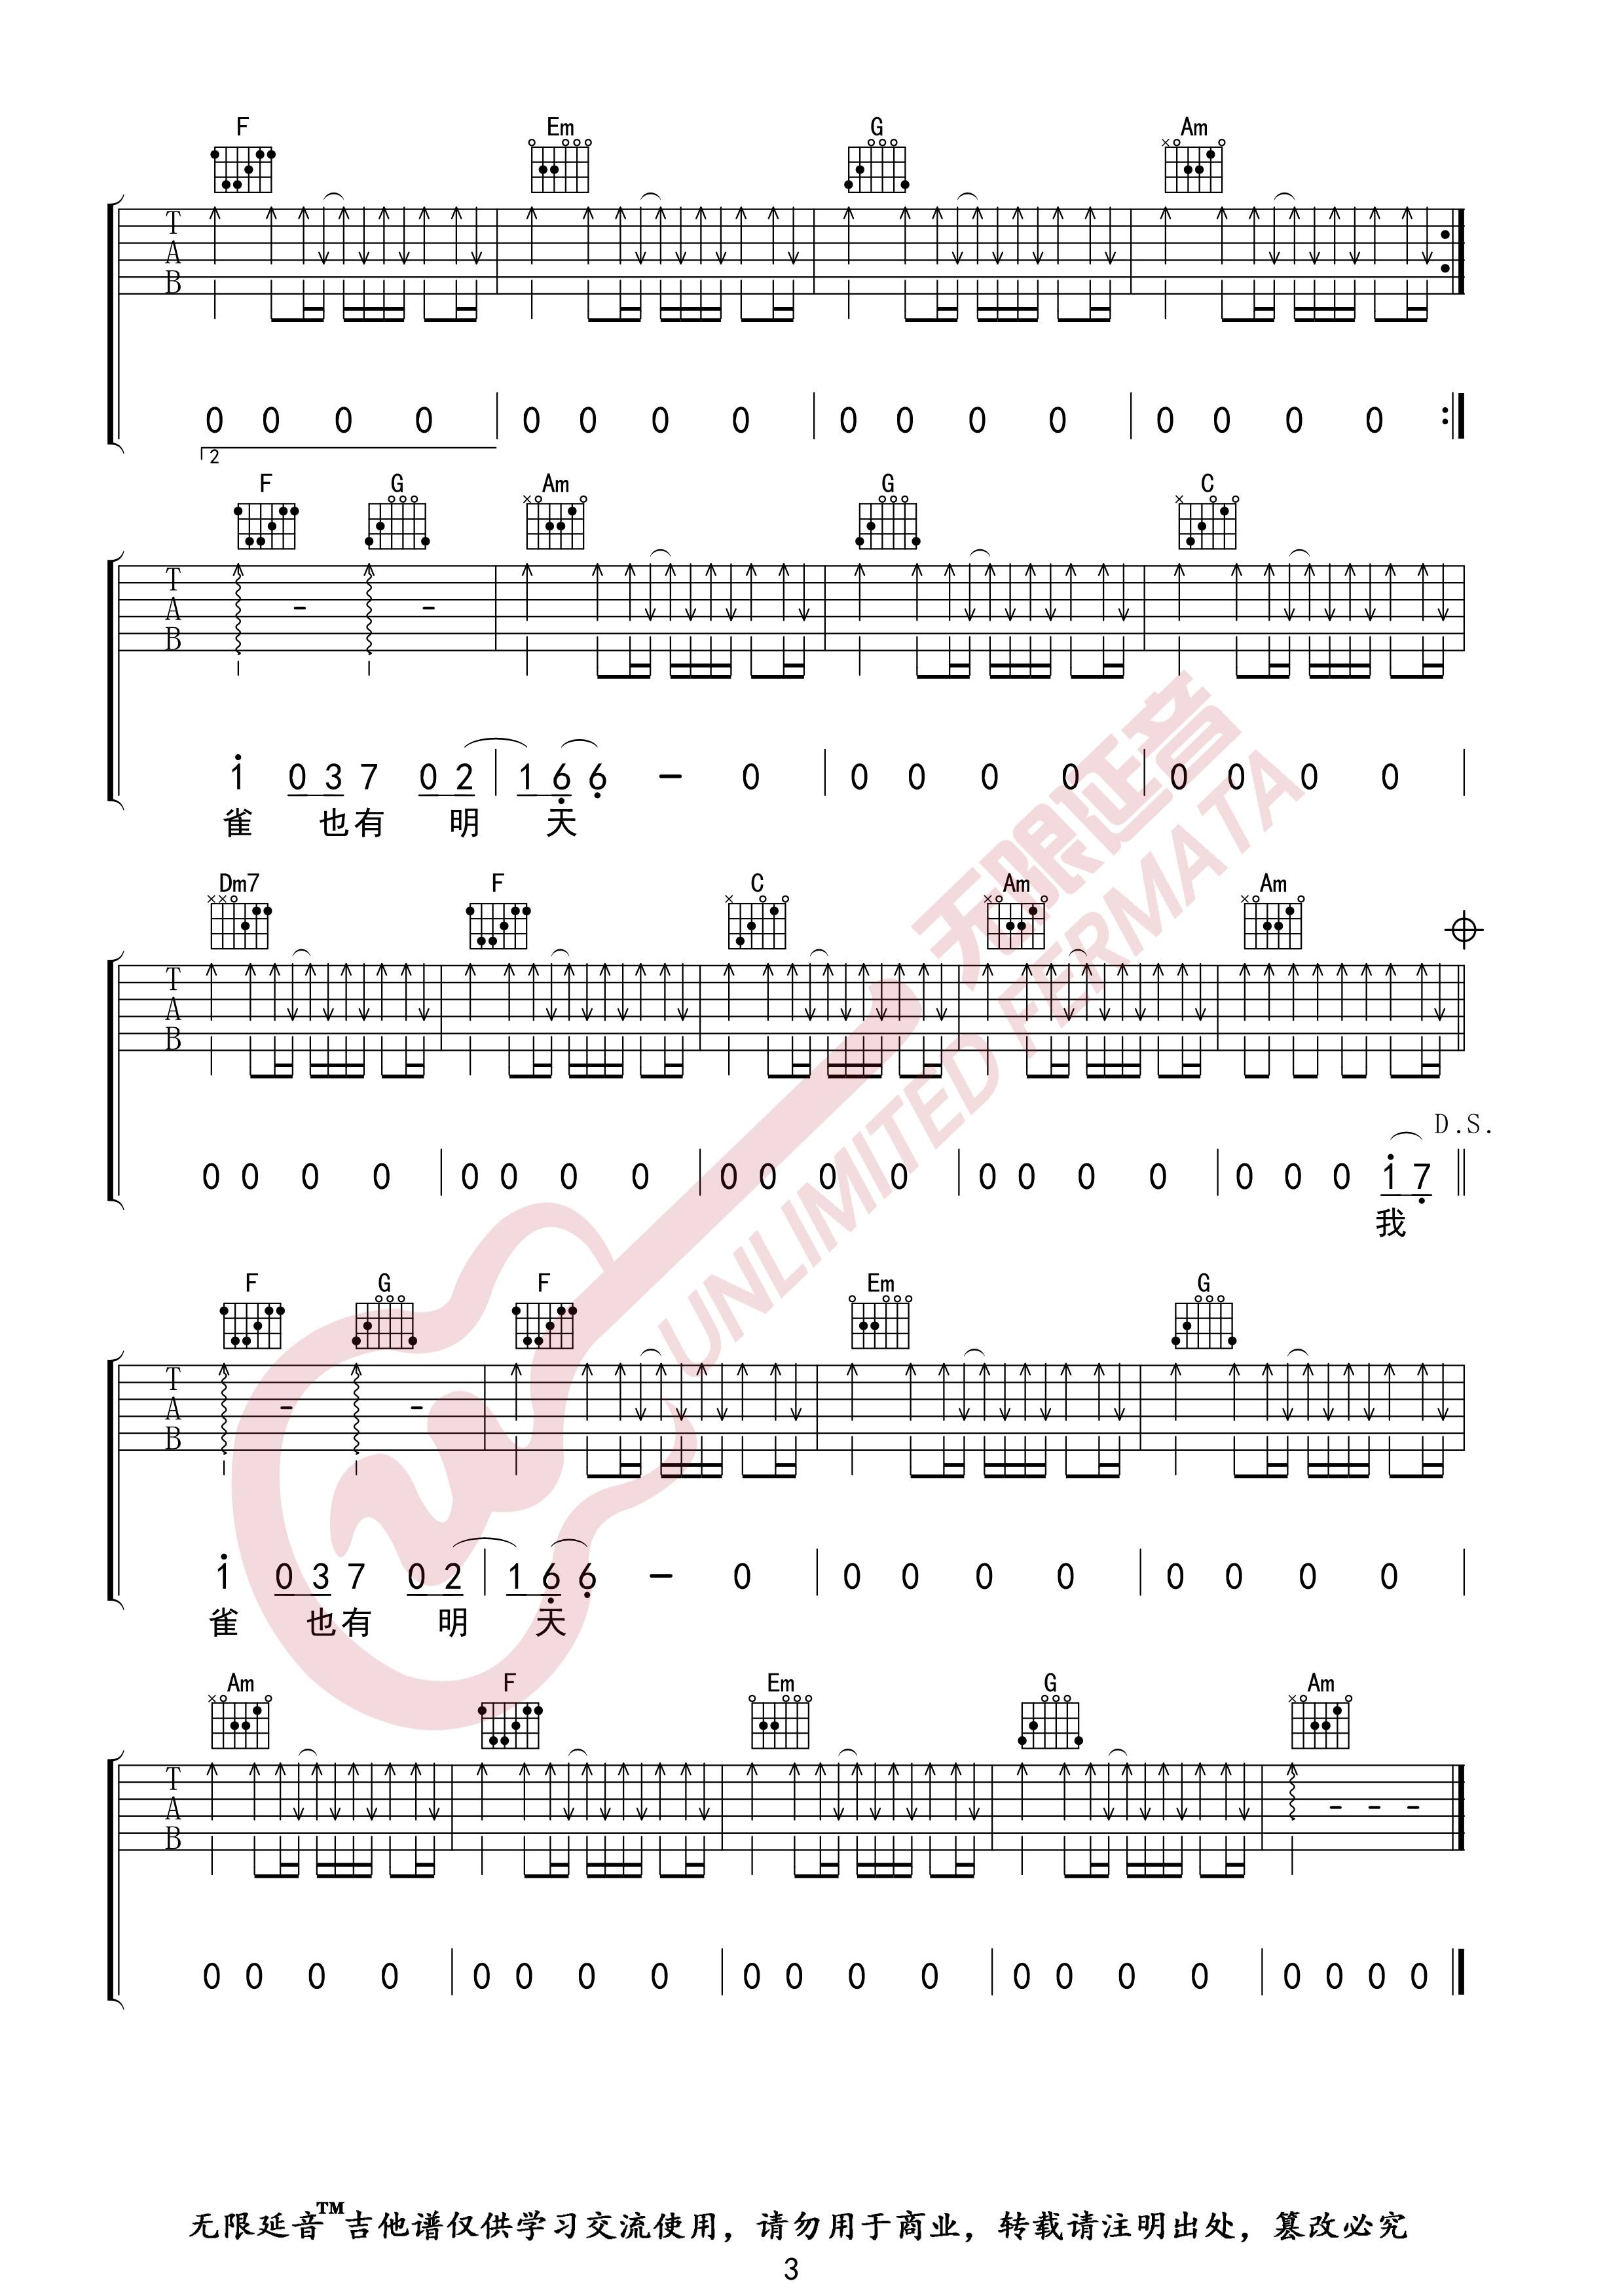 F Em G Am
T
A
B
0 0 0 0 0 0 0 0 0 0 0 0 0 0 0 0
2
F G Am G C
T
A
B
1 0 3 7 0 2 1 6 6 – 0 0 0 0 0 0 0 0 0
雀 也有 明 天
Dm7 F C Am Am
T
A
B
D.S.
0 0 0 0 0 0 0 0 0 0 0 0 0 0 0 0 0 0 0 1 7
我
F G F Em G
T
A
B
1 0 3 7 0 2 1 6 6 – 0 0 0 0 0 0 0 0 0
雀 也有 明 天
Am F Em G Am
T
A
B
0 0 0 0 0 0 0 0 0 0 0 0 0 0 0 0 0 0 0 0
无限延音
UNLIMITED FERMATA
无限延音™吉他谱仅供学习交流使用，请勿用于商业，转载请注明出处，篡改必究
3